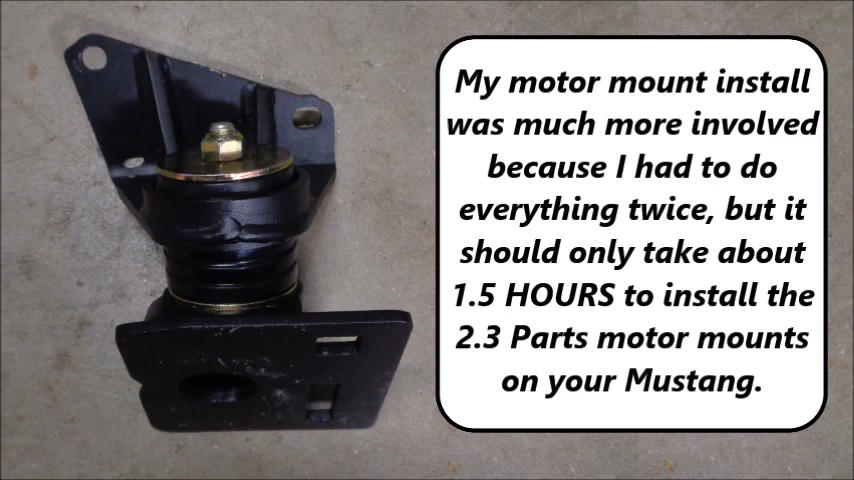 My motor mount install
was much more involved
because I had to do
everything twice, but it
should only take about
1.5 HOURS to install the
2.3 Parts motor mounts
on your Mustang.